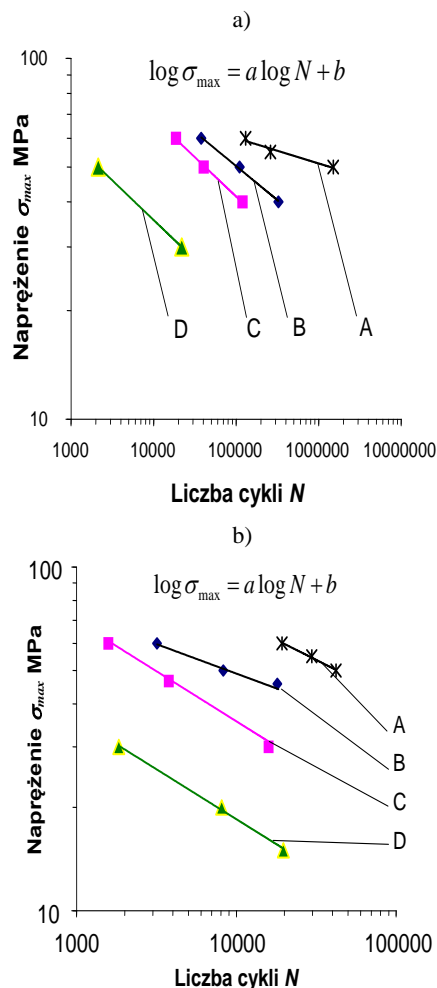 a)
100
log σmax = a log N + b
Naprężenie σmax MPa
D
C
B
A
10
1000
10000
100000
1000000
10000000
Liczba cykli N
b)
100
log σmax = a log N + b
Naprężenie σmax MPa
A
B
C
D
10
1000
10000
100000
Liczba cykli N